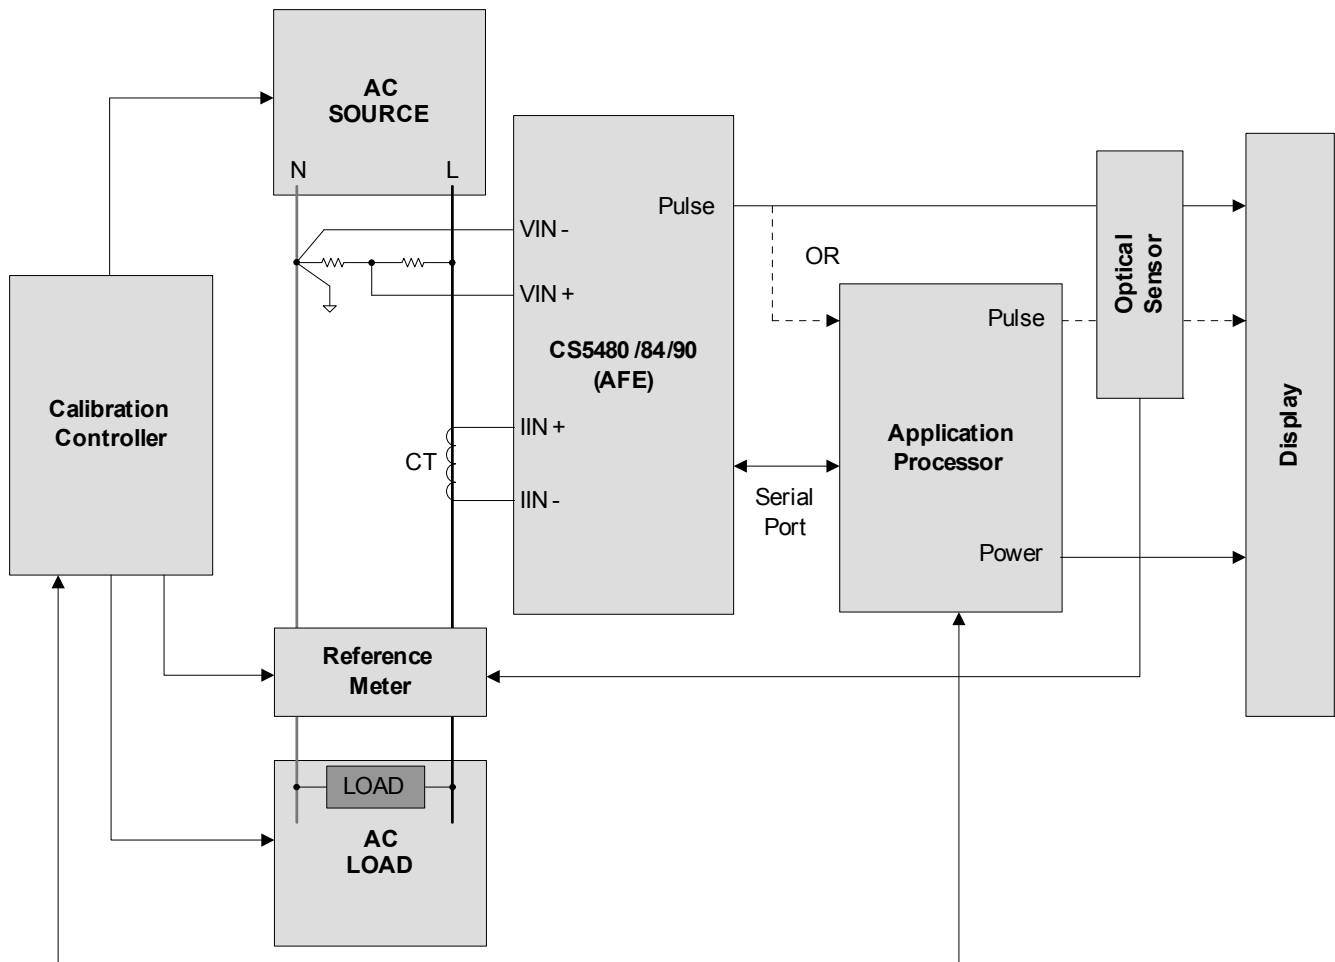 AC
SOURCE
N
L
VIN -
VIN +
CS5480 /84/90
(AFE)
IIN +
IIN -
CT
Pulse
OR
Pulse
Optical
Sensor
Display
Calibration
Controller
Application
Processor
Serial
Port
Power
Reference
Meter
LOAD
AC
LOAD